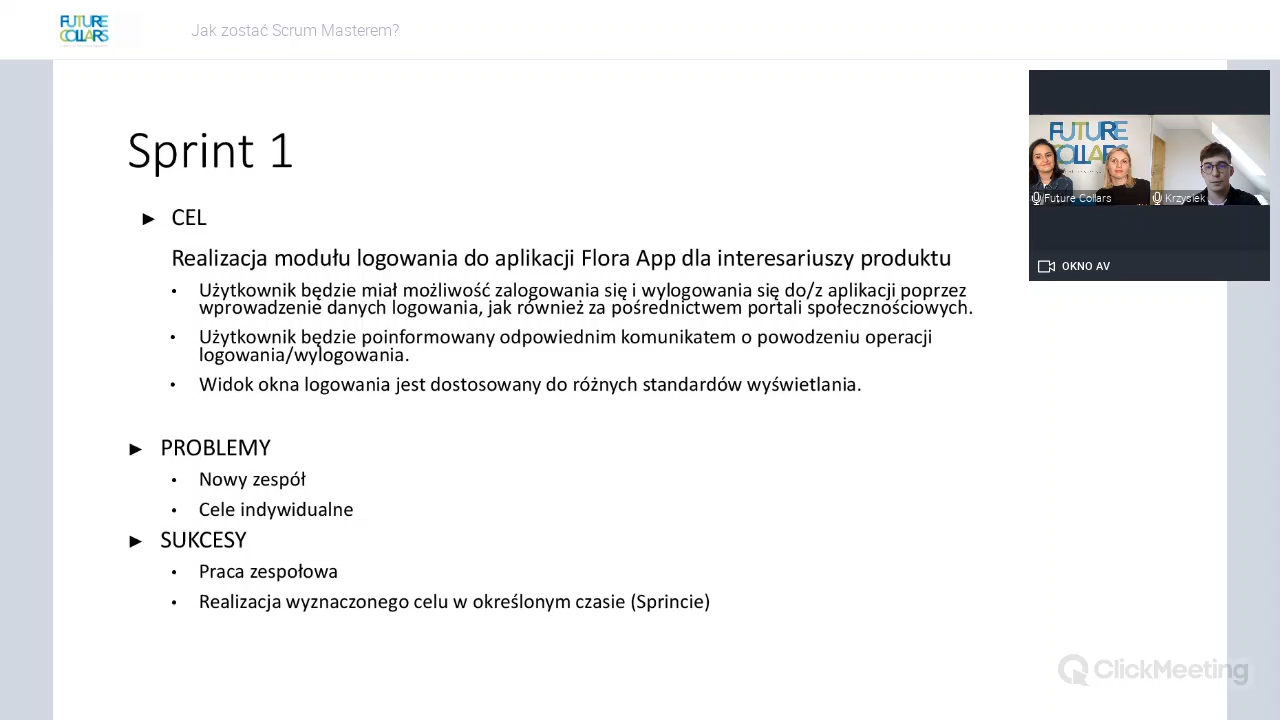 FUTURE
COLLARS
Jak zostać Scrum Masterem?
Sprint 1
► CEL
Realizacja modułu logowania do aplikacji Flora App dla interesariuszy produktu
• Użytkownik będzie miał możliwość zalogowania się i wylogowania się do/z aplikacji poprzez
wprowadzenie danych logowania, jak również za pośrednictwem portali społecznościowych.
• Użytkownik będzie poinformowany odpowiednim komunikatem o powodzeniu operacji
logowania/wylogowania.
• Widok okna logowania jest dostosowany do różnych standardów wyświetlania.
► PROBLEMY
• Nowy zespół
• Cele indywidualne
► SUKCESY
• Praca zespołowa
• Realizacja wyznaczonego celu w określonym czasie (Sprincie)
FUTURE
COLLARS
Future Collars
Krzysiek
OKNO AV
ClickMeeting